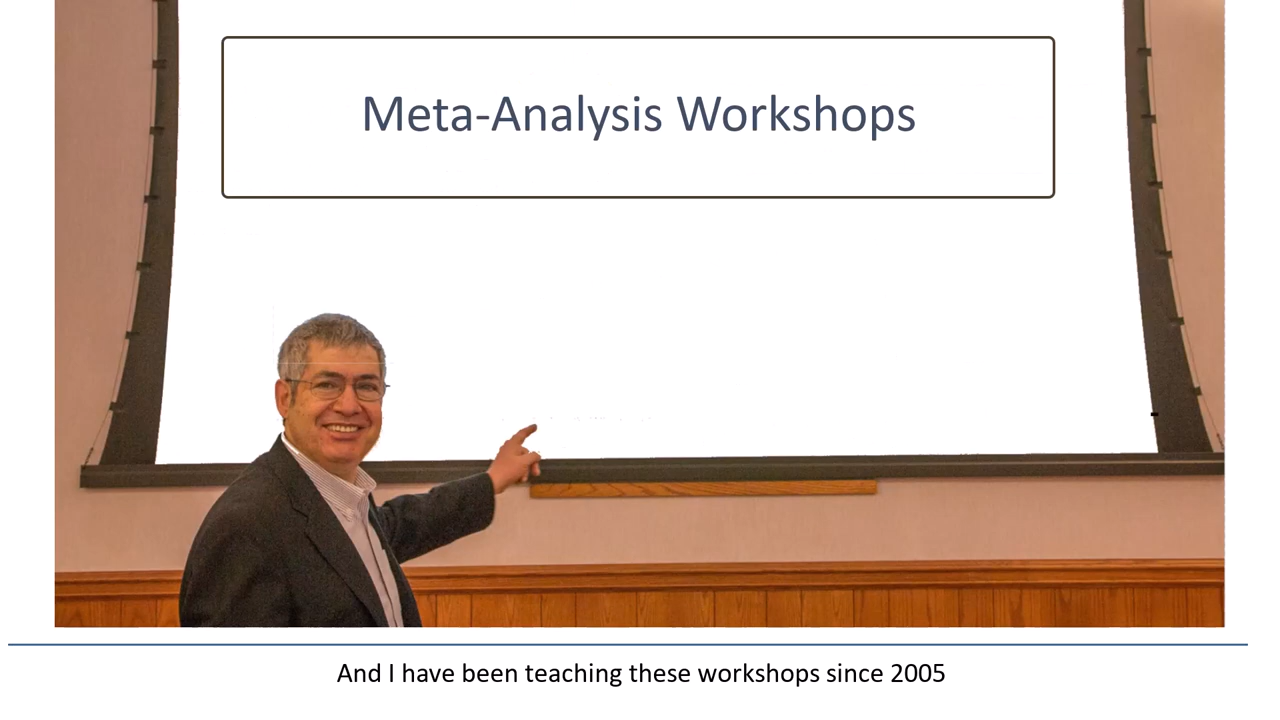 Meta-Analysis Workshops
And I have been teaching these workshops since 2005